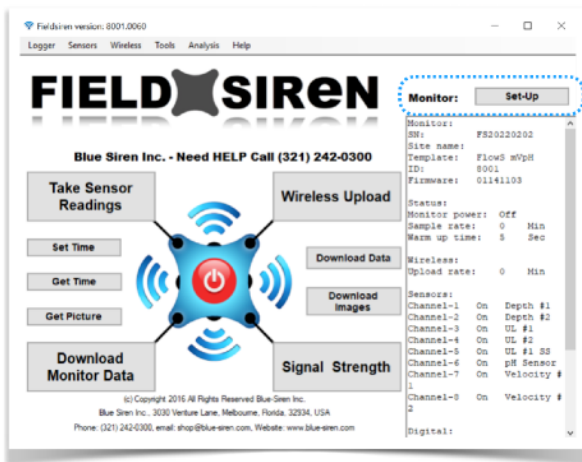 Fieldsiren version: 8001.0060
Logger Sensors Wireless Tools Analysis Help
FIELD SIReN
Monitor: Set-Up
Blue Siren Inc. - Need HELP Call (321) 242-0300
Take Sensor
Readings
Wireless Upload
Set Time
Get Time
Get Picture
Download Data
Download
Images
Download
Monitor Data
Signal Strength
(c) Copyright 2016 All Rights Reserved Blue-Siren Inc.
Blue Siren Inc., 3030 Venture Lane, Melbourne, Florida, 32934, USA
Phone: (321) 242-0300, email: shop@blue-siren.com, Website: www.blue-siren.com
Monitor:
SN: FS20220202
Site name:
Template: FlowS mVpH
ID: 8001
Firmware: 01141103
Status:
Monitor power: Off
Sample rate: 0 Min
Warm up time: 5 Sec
Wireless:
Upload rate: 0 Min
Sensors:
Channel-1 On Depth #1
Channel-2 On Depth #2
Channel-3 On UL #1
Channel-4 On UL #2
Channel-5 On UL #1 SS
Channel-6 On pH Sensor
Channel-7 On Velocity #
1
Channel-8 On Velocity #
2
Digital: